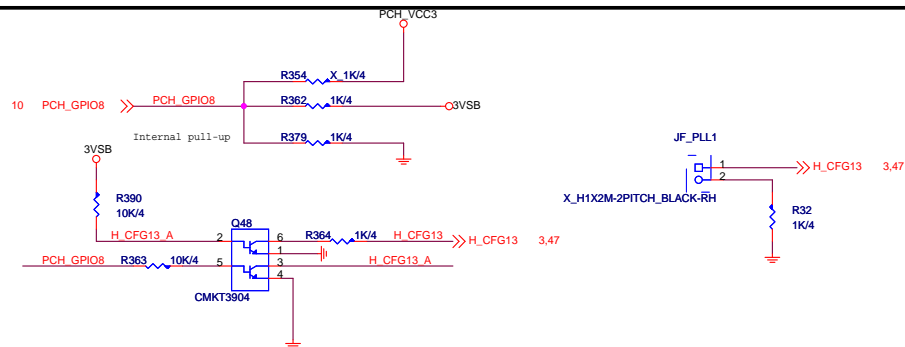 PCH_VCC3
R354 X_1K/4
10 PCH_GPIO8 PCH_GPIO8 R362 1K/4 3VSB
Internal pull-up R379 1K/4
3VSB
R390
10K/4
Q48
H_CFG13_A 2 6 R364 1K/4 H_CFG13 H_CFG13 3,47
1
PCH_GPIO8 R363 10K/4 5 3 H_CFG13_A
4
CMKT3904
JF_PLL1
1 H_CFG13 3,47
2
X_H1X2M-2PITCH_BLACK-RH
R32
1K/4